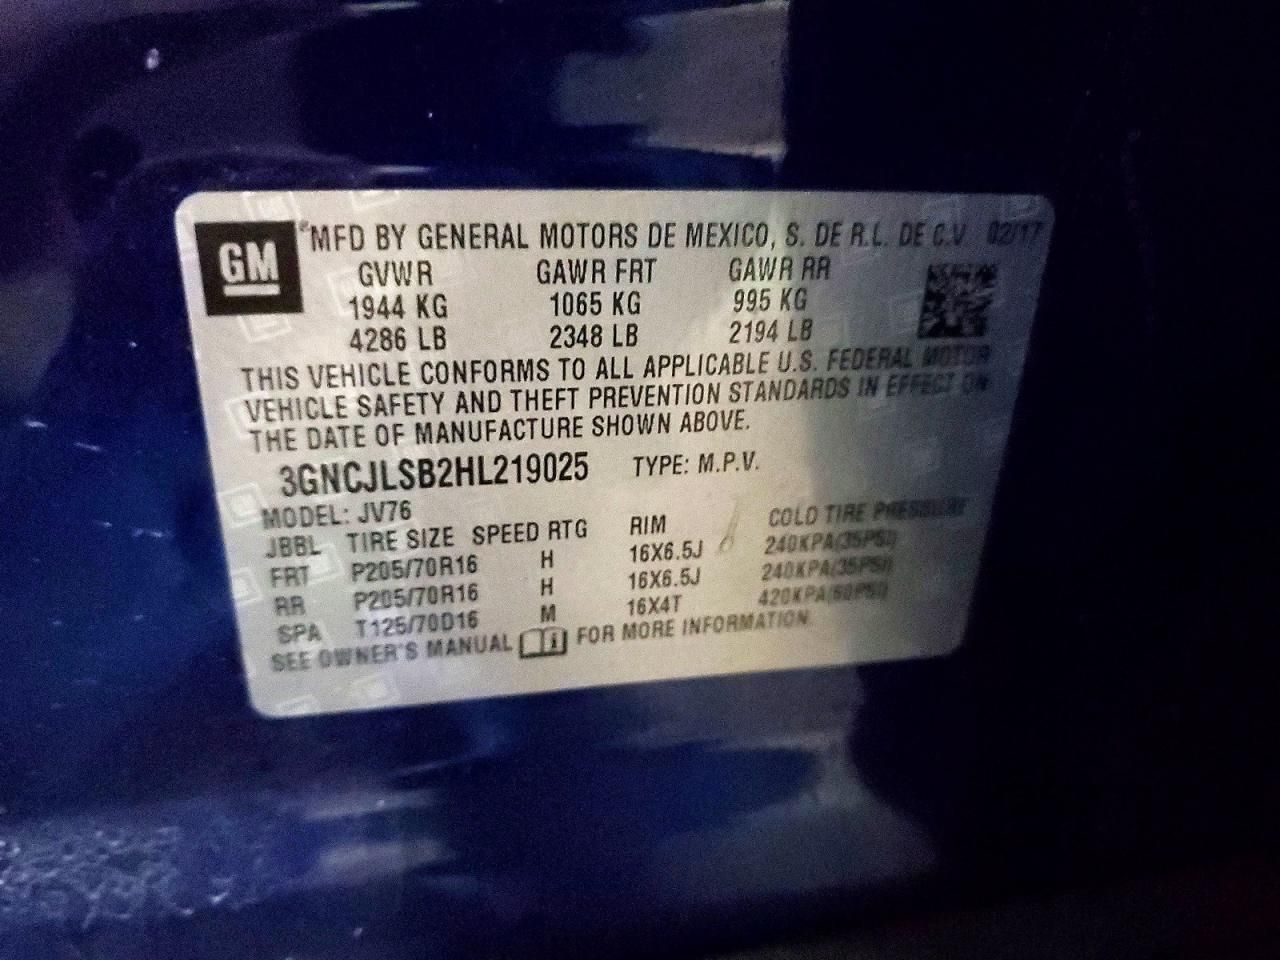 GM
MFD BY GENERAL MOTORS DE MEXICO, S. DE R.L. DE C.V 02/17
GVWR GAWR FRT GAWR RR
1944 KG 1065 KG 995 KG
4286 LB 2348 LB 2194 LB
THIS VEHICLE CONFORMS TO ALL APPLICABLE U.S. FEDERAL MOTOR
VEHICLE SAFETY AND THEFT PREVENTION STANDARDS IN EFFECT ON
THE DATE OF MANUFACTURE SHOWN ABOVE.
3GNCJLSB2HL219025 TYPE: M.P.V.
MODEL: JV76
JBBL TIRE SIZE SPEED RTG RIM COLD TIRE PRESSURE
FRT P205/70R16 H 16X6.5J 240KPA(35PSI)
RR P205/70R16 H 16X6.5J 240KPA(35PSI)
SPA T125/70D16 M 16X4T 420KPA(60PSI)
SEE OWNER'S MANUAL FOR MORE INFORMATION.